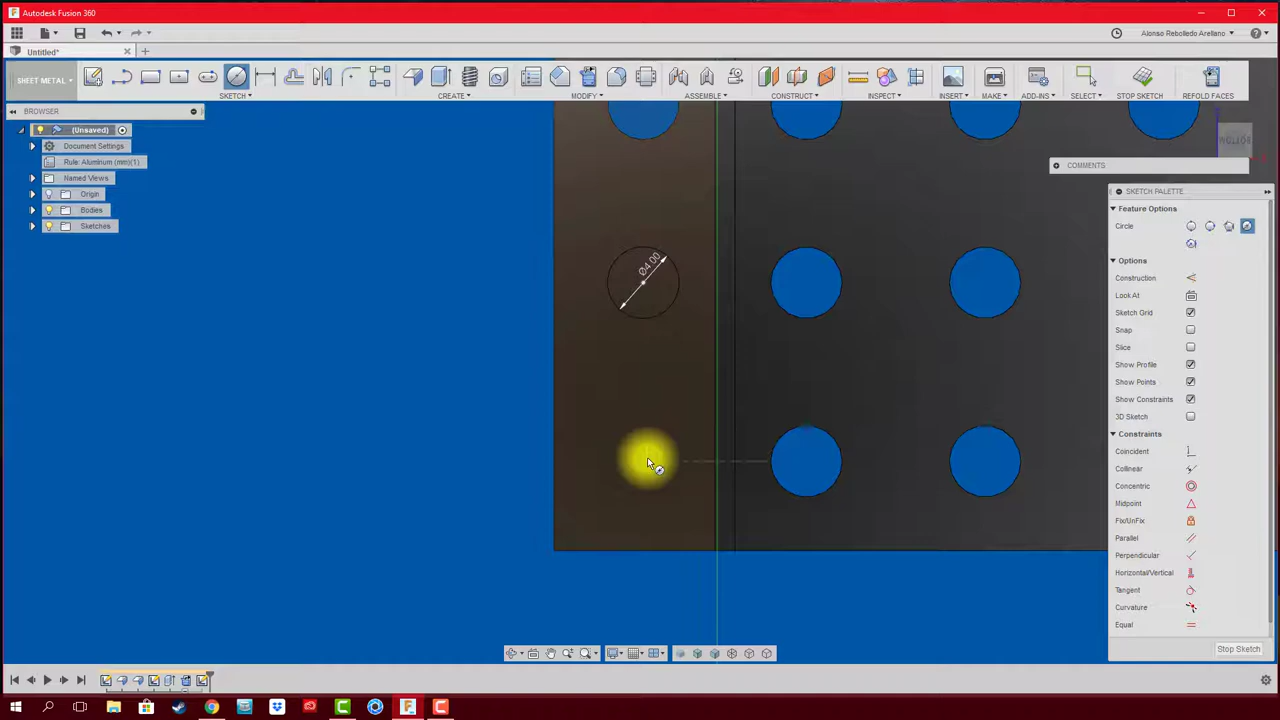 Autodesk Fusion 360
Alonso Rebolledo Arellano
Untitled*
SHEET METAL
SKETCH
CREATE
MODIFY
ASSEMBLE
CONSTRUCT
INSPECT
INSERT
MAKE
ADD-INS
SELECT
STOP SKETCH
REFOLD FACES
BROWSER
(Unsaved)
Document Settings
Rule: Aluminum (mm)(1)
Named Views
Origin
Bodies
Sketches
BOTTOM
COMMENTS
SKETCH PALETTE
Feature Options
Circle
Options
Construction
Look At
Sketch Grid
Snap
Slice
Show Profile
Show Points
Show Constraints
3D Sketch
Constraints
Coincident
Collinear
Concentric
Midpoint
Fix/UnFix
Parallel
Perpendicular
Horizontal/Vertical
Tangent
Curvature
Equal
Stop Sketch
Ø4.00